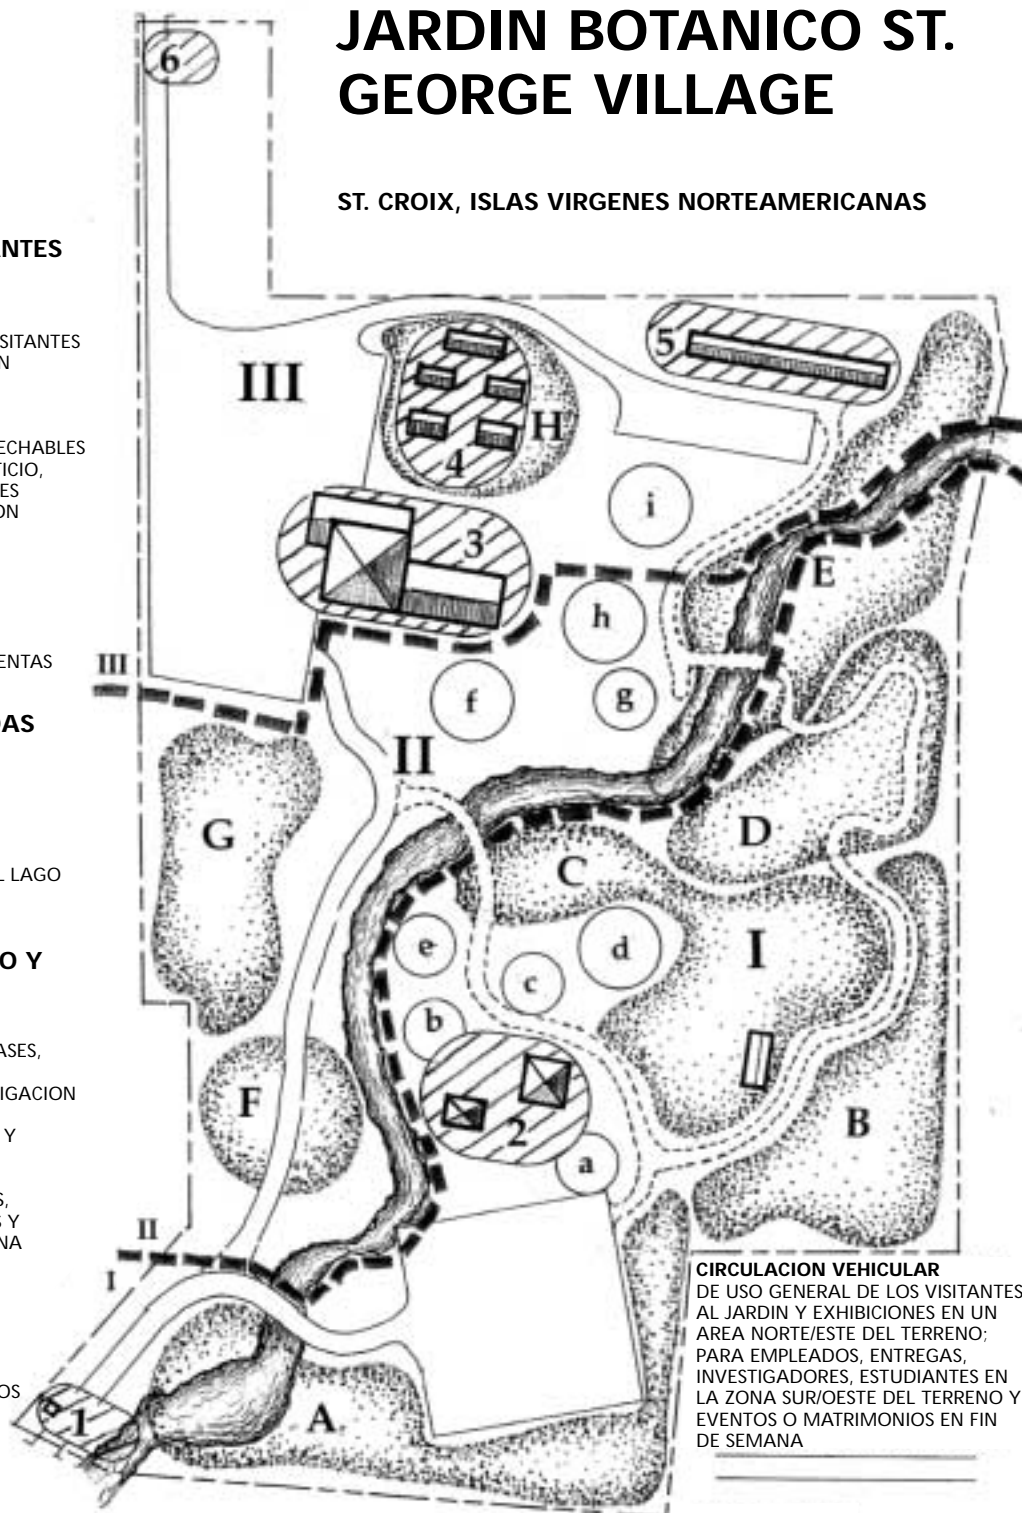 JARDIN BOTANICO ST.
GEORGE VILLAGE
ST. CROIX, ISLAS VIRGENES NORTEAMERICANAS
ANTES
SITANTES
N
ECHABLES
TICIO,
ES
ON
ENTAS
DAS
L LAGO
O Y
ASES,
IGACION
Y
S,
S Y
NA
OS
6
5
III
H
4
i
3
E
h
III
f
g
II
G
D
C
e
d
I
c
b
F
2
B
a
II
I
1
A
CIRCULACION VEHICULAR
DE USO GENERAL DE LOS VISITANTES
AL JARDIN Y EXHIBICIONES EN UN
AREA NORTE/ESTE DEL TERRENO;
PARA EMPLEADOS, ENTREGAS,
INVESTIGADORES, ESTUDIANTES EN
LA ZONA SUR/OESTE DEL TERRENO Y
EVENTOS O MATRIMONIOS EN FIN
DE SEMANA